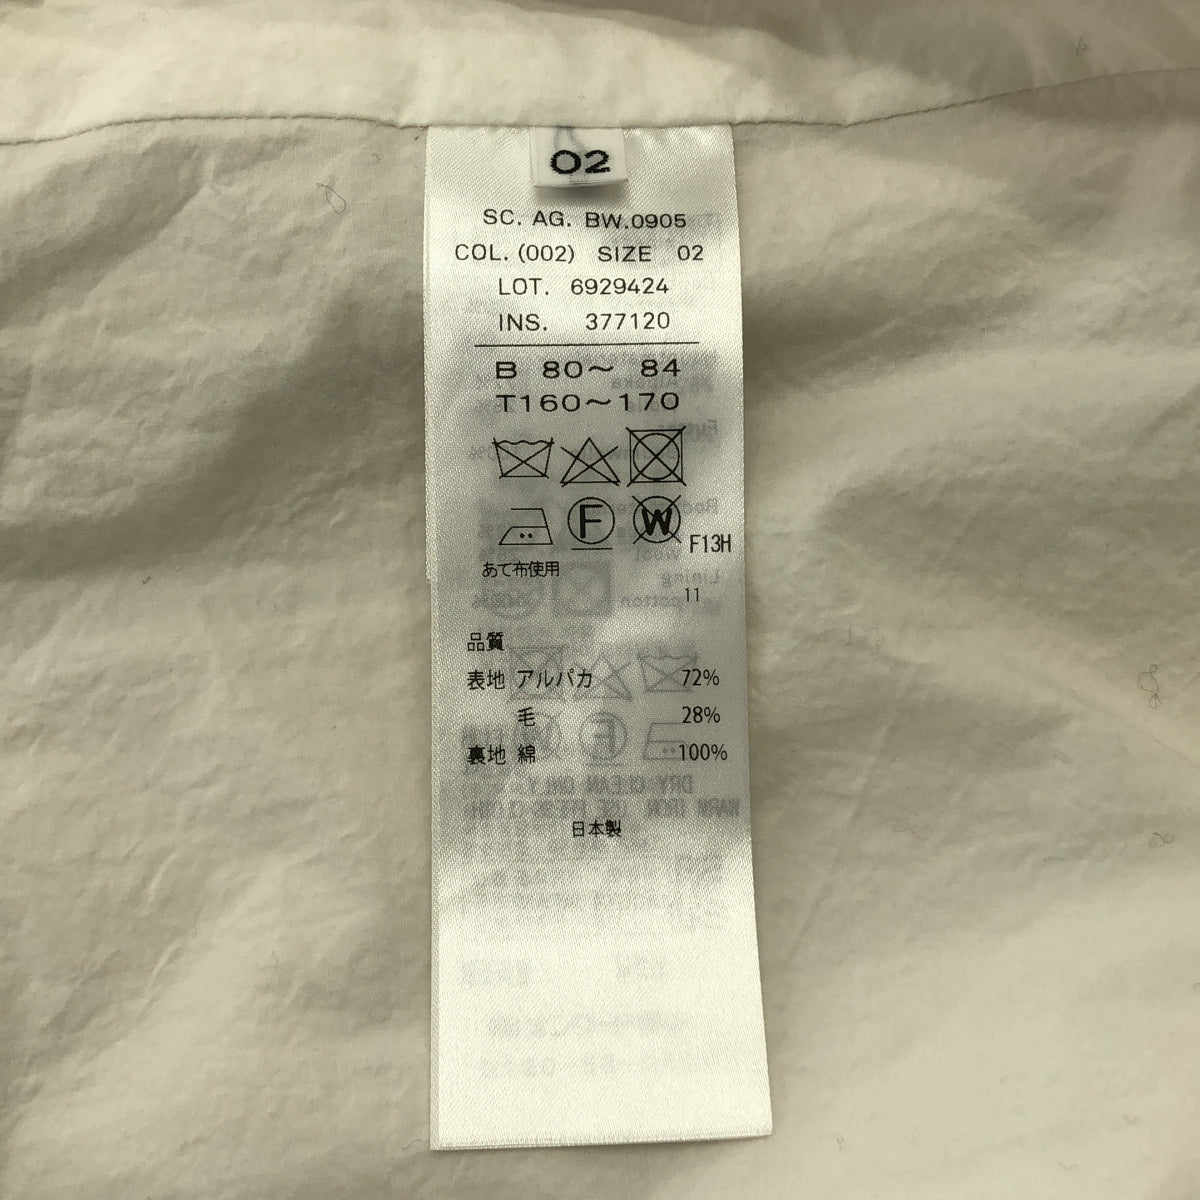 02
SC. AG. BW.0905
COL. (002) SIZE 02
LOT. 6929424
INS. 377120
B 80〜 84
T160〜170
F W F13H
あて布使用
11
品質
表地 アルパカ 72%
毛 28%
裏地 綿 100%
日本製